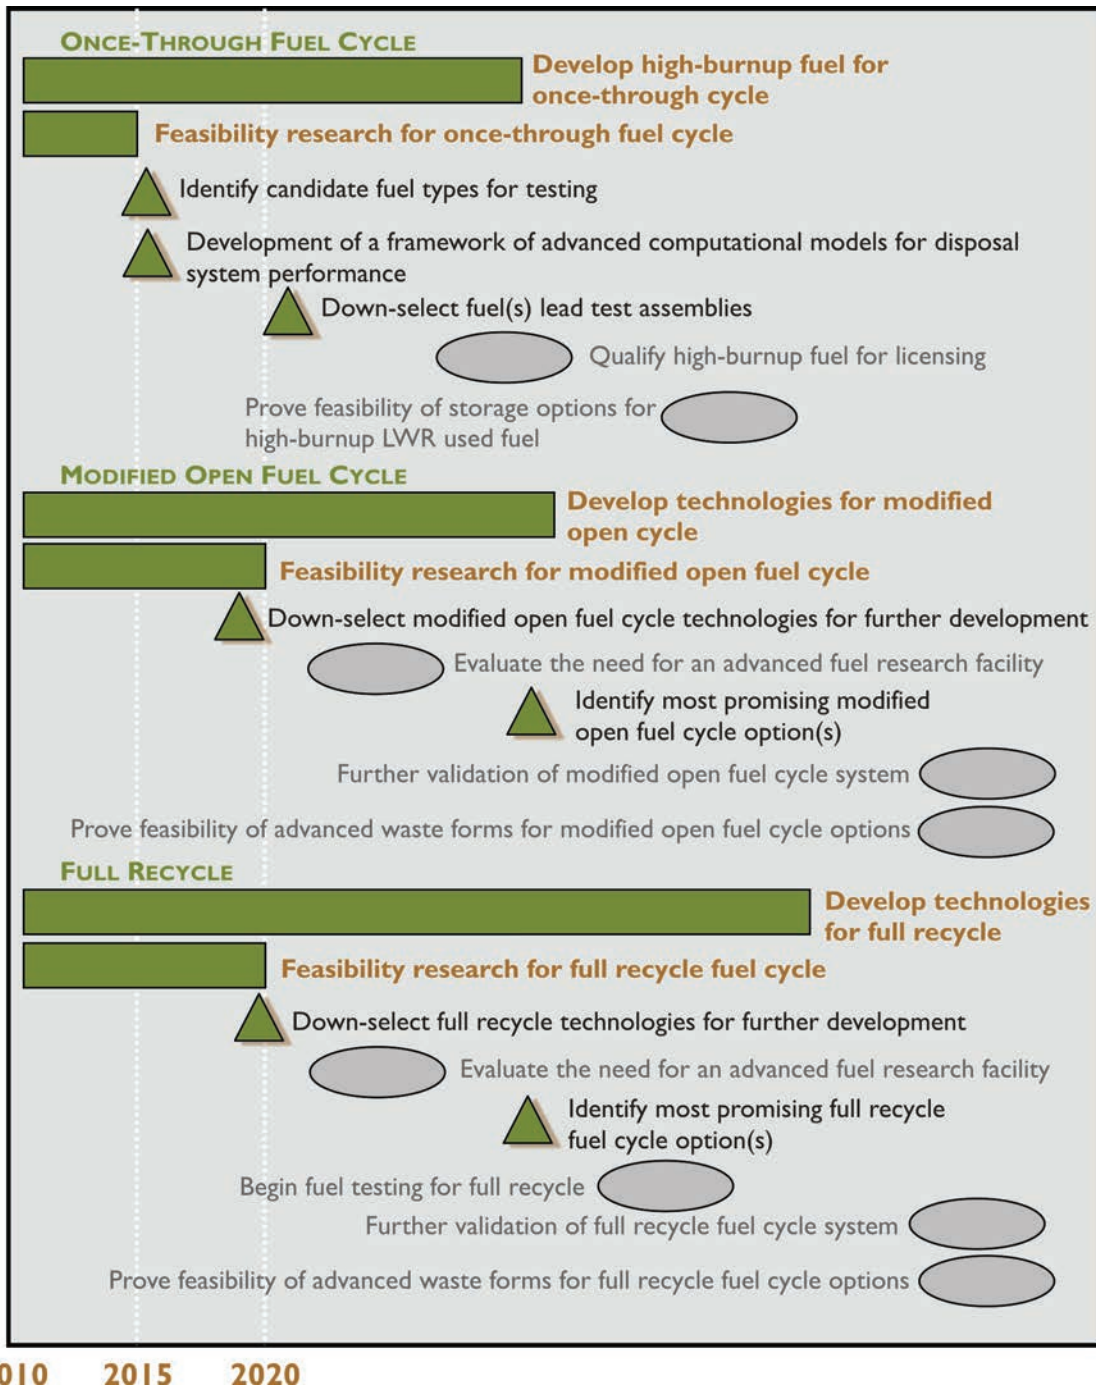 ONCE-THROUGH FUEL CYCLE
Develop high-burnup fuel for
once-through cycle
Feasibility research for once-through fuel cycle
Identify candidate fuel types for testing
Development of a framework of advanced computational models for disposal
system performance
Down-select fuel(s) lead test assemblies
Qualify high-burnup fuel for licensing
Prove feasibility of storage options for
high-burnup LWR used fuel
MODIFIED OPEN FUEL CYCLE
Develop technologies for modified
open cycle
Feasibility research for modified open fuel cycle
Down-select modified open fuel cycle technologies for further development
Evaluate the need for an advanced fuel research facility
Identify most promising modified
open fuel cycle option(s)
Further validation of modified open fuel cycle system
Prove feasibility of advanced waste forms for modified open fuel cycle options
FULL RECYCLE
Develop technologies
for full recycle
Feasibility research for full recycle fuel cycle
Down-select full recycle technologies for further development
Evaluate the need for an advanced fuel research facility
Identify most promising full recycle
fuel cycle option(s)
Begin fuel testing for full recycle
Further validation of full recycle fuel cycle system
Prove feasibility of advanced waste forms for full recycle fuel cycle options
010 2015 2020